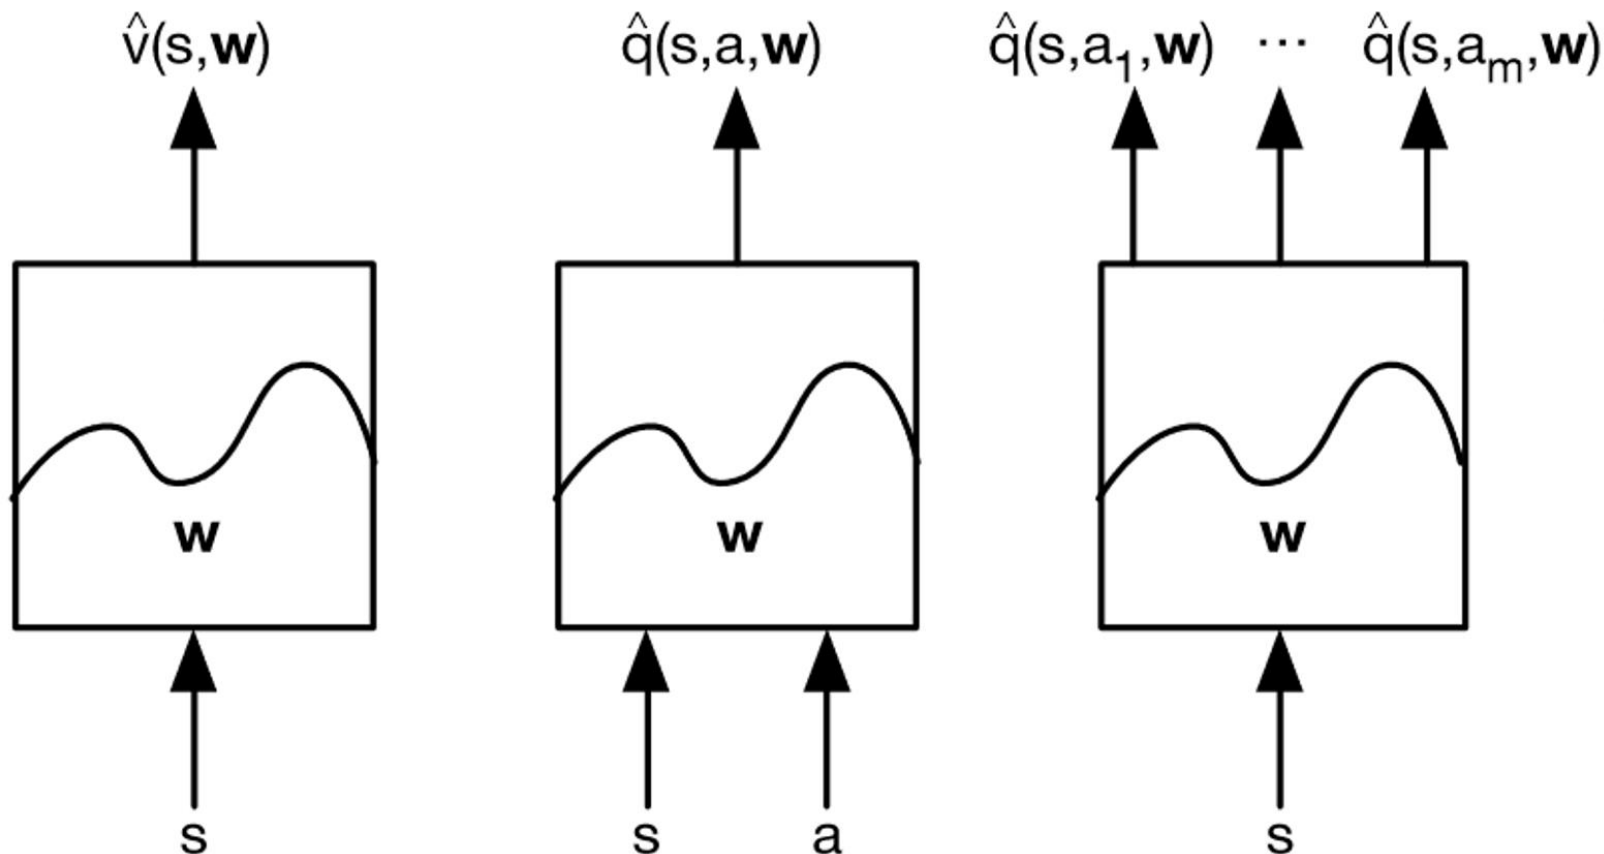 v̂(s,w) q̂(s,a,w) q̂(s,a₁,w) ⋯ q̂(s,aₘ,w)
w w w
s s a s